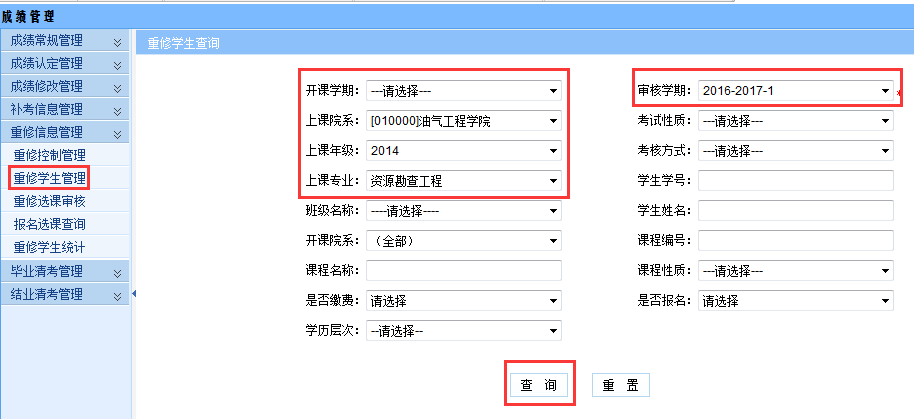 成绩管理
成绩常规管理
成绩认定管理
成绩修改管理
补考信息管理
重修信息管理
重修控制管理
重修学生管理
重修选课审核
报名选课查询
重修学生统计
毕业清考管理
结业清考管理
重修学生查询
开课学期： ---请选择--- 审核学期： 2016-2017-1 *
上课院系： [010000]油气工程学院 考试性质： ---请选择---
上课年级： 2014 考核方式： ---请选择---
上课专业： 资源勘查工程 学生学号：
班级名称： ----请选择---- 学生姓名：
开课院系： （全部） 课程编号：
课程名称： 课程性质： ---请选择---
是否缴费： 请选择 是否报名： 请选择
学历层次： --请选择--
查 询 重 置